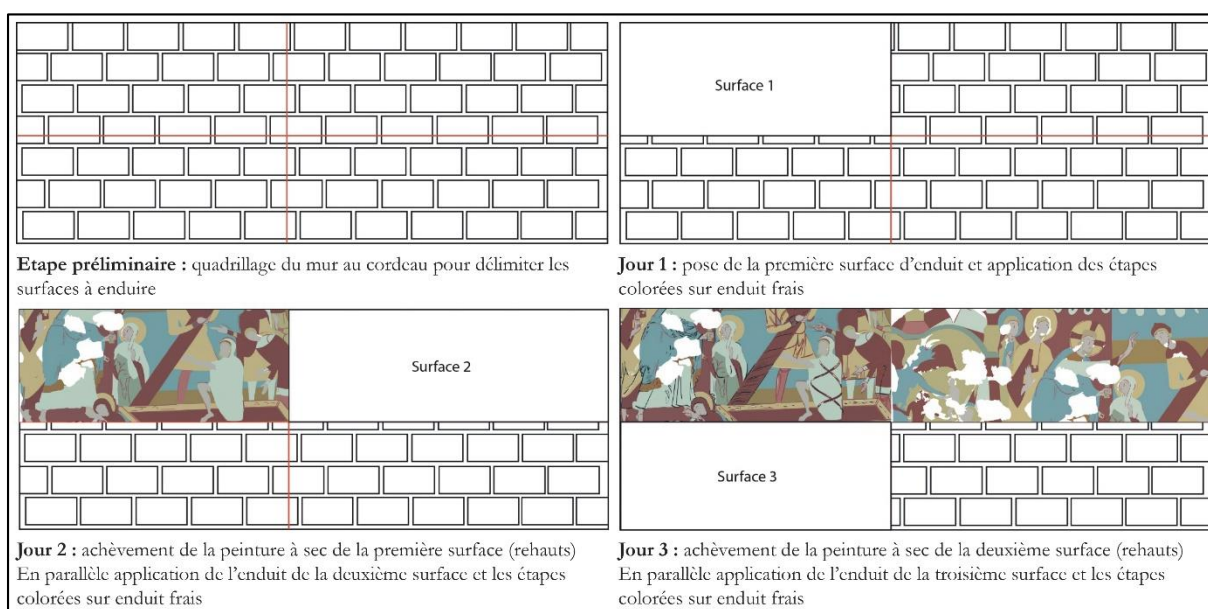 Surface 1
Etape préliminaire : quadrillage du mur au cordeau pour délimiter les
surfaces à enduire
Jour 1 : pose de la première surface d’enduit et application des étapes
colorées sur enduit frais
Surface 2
Surface 3
Jour 2 : achèvement de la peinture à sec de la première surface (rehauts)
En parallèle application de l’enduit de la deuxième surface et les étapes
colorées sur enduit frais
Jour 3 : achèvement de la peinture à sec de la deuxième surface (rehauts)
En parallèle application de l’enduit de la troisième surface et les étapes
colorées sur enduit frais